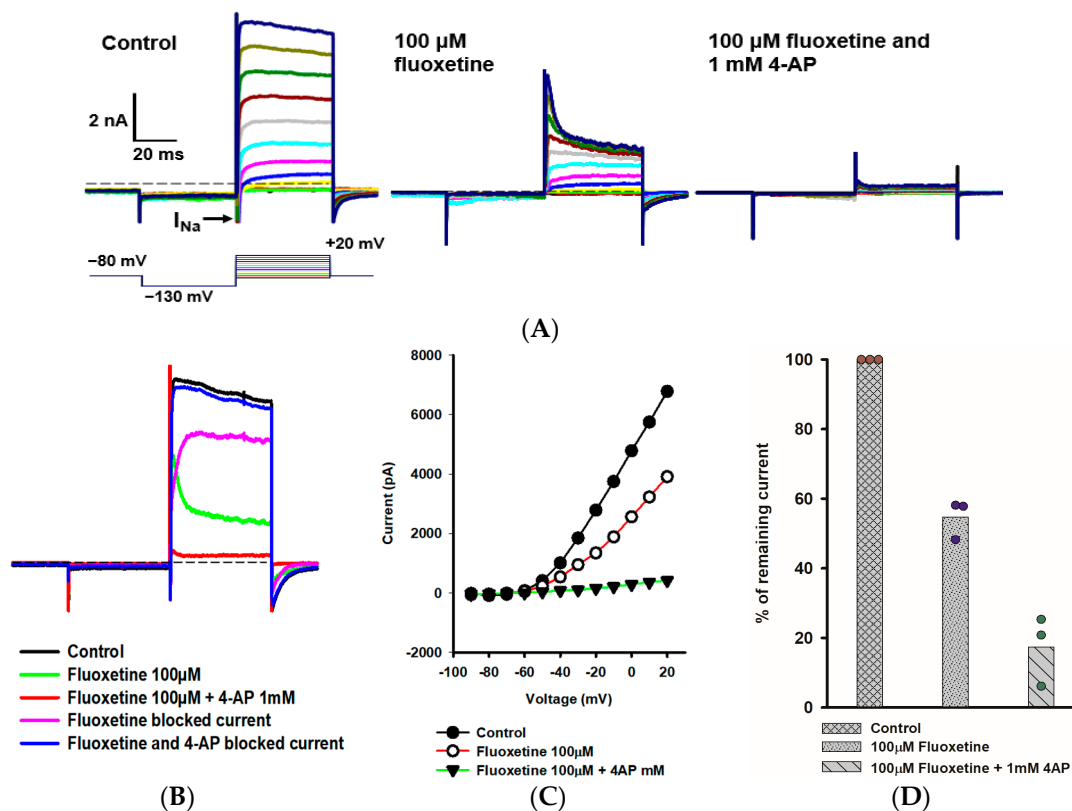 Control
100 µM
fluoxetine
100 µM fluoxetine and
1 mM 4-AP
2 nA
20 ms
I_Na
+20 mV
−80 mV
−130 mV
(A)
Control
Fluoxetine 100µM
Fluoxetine 100µM + 4-AP 1mM
Fluoxetine blocked current
Fluoxetine and 4-AP blocked current
(B)
8000
6000
4000
2000
0
-2000
Current (pA)
-100 -80 -60 -40 -20 0 20
Voltage (mV)
Control
Fluoxetine 100µM
Fluoxetine 100µM + 4AP mM
(C)
100
80
60
40
20
0
% of remaining current
Control
100µM Fluoxetine
100µM Fluoxetine + 1mM 4AP
(D)